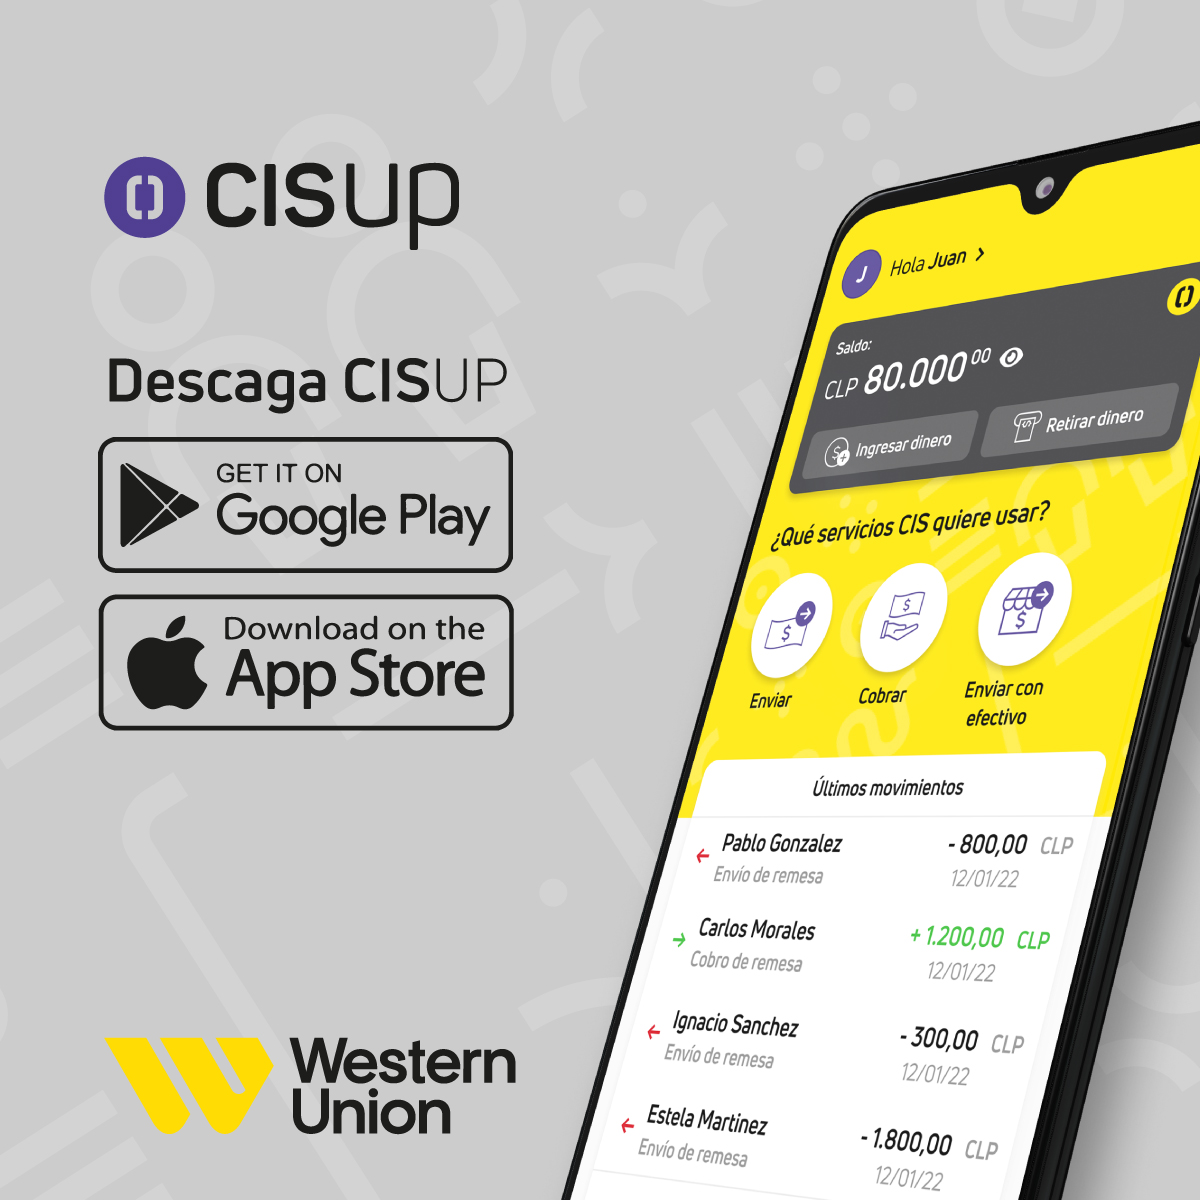 CISUP
Descaga CISUP
GET IT ON
Google Play
Download on the
App Store
Western
Union
J
Hola Juan >
Saldo:
CLP 80.000 00
Ingresar dinero
Retirar dinero
¿Qué servicios CIS quiere usar?
Enviar
Cobrar
Enviar con
efectivo
Últimos movimientos
Pablo Gonzalez - 800,00 CLP
Envío de remesa 12/01/22
Carlos Morales + 1.200,00 CLP
Cobro de remesa 12/01/22
Ignacio Sanchez - 300,00 CLP
Envío de remesa 12/01/22
Estela Martinez - 1.800,00 CLP
Envío de remesa 12/01/22